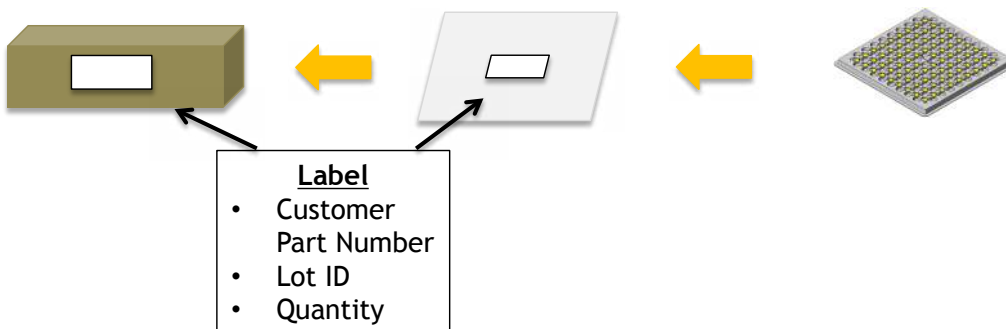 Label
• Customer
Part Number
• Lot ID
• Quantity